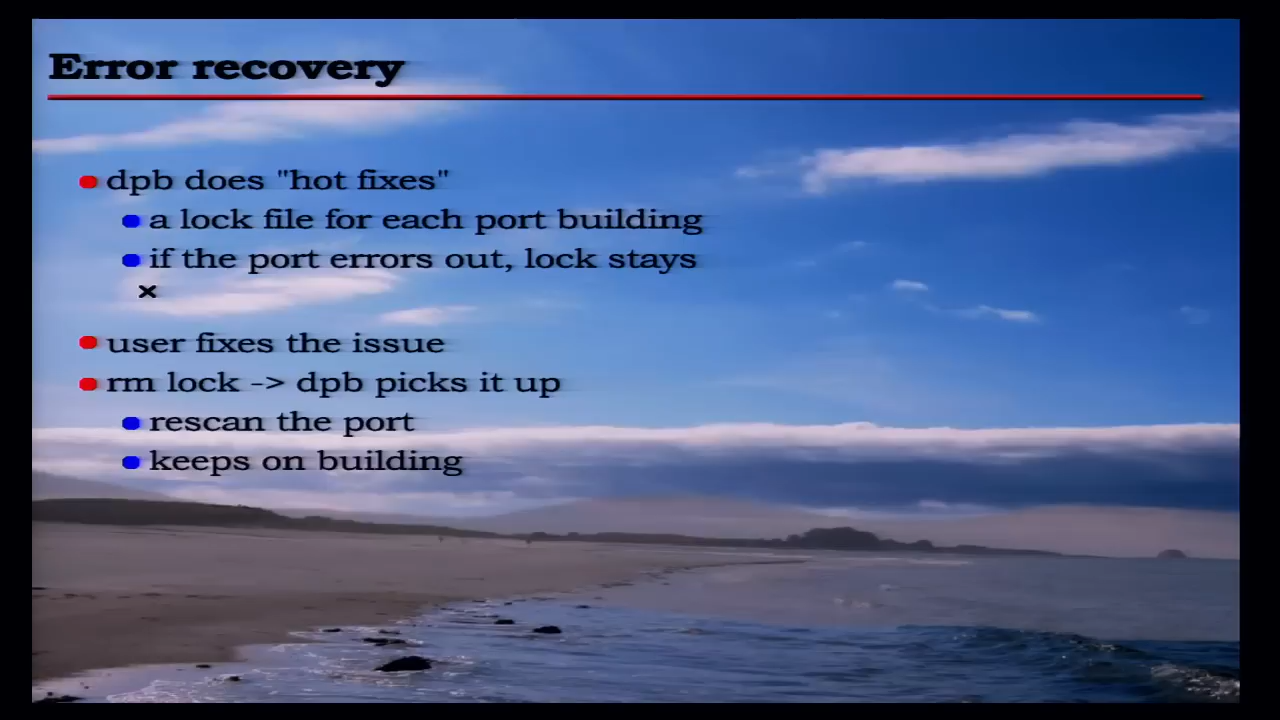 Error recovery
dpb does "hot fixes"
a lock file for each port building
if the port errors out, lock stays
user fixes the issue
rm lock -> dpb picks it up
rescan the port
keeps on building